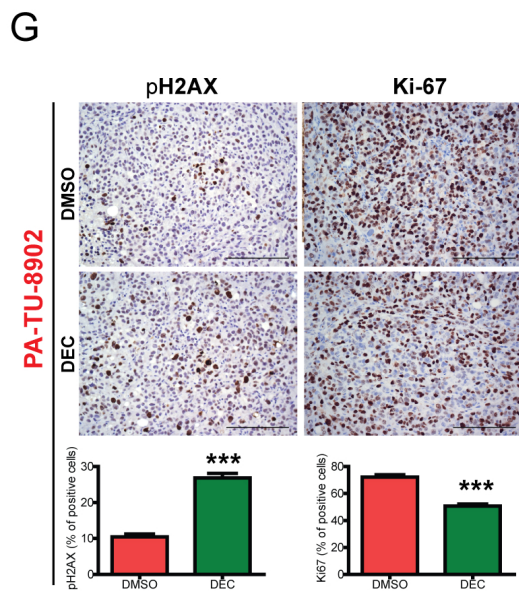 G
pH2AX
Ki-67
PA-TU-8902
DMSO
DEC
pH2AX (% of positive cells)
30
20
10
0
***
DMSO
DEC
Ki67 (% of positive cells)
80
60
40
20
0
***
DMSO
DEC